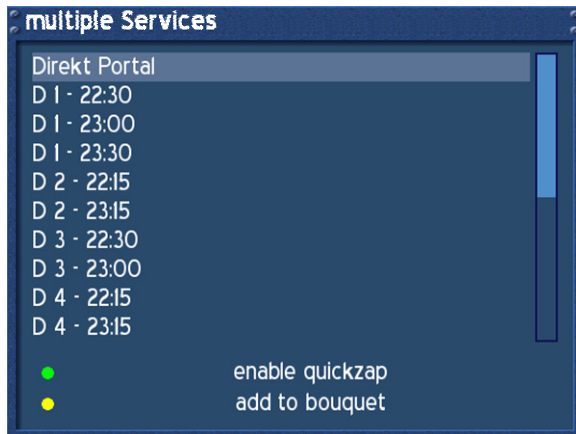 multiple Services
Direkt Portal
D 1 - 22:30
D 1 - 23:00
D 1 - 23:30
D 2 - 22:15
D 2 - 23:15
D 3 - 22:30
D 3 - 23:00
D 4 - 22:15
D 4 - 23:15
enable quickzap
add to bouquet